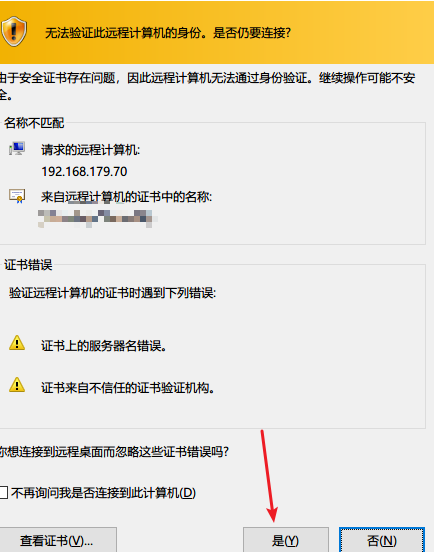 无法验证此远程计算机的身份。是否仍要连接?
由于安全证书存在问题，因此远程计算机无法通过身份验证。继续操作可能不安
全。
名称不匹配
请求的远程计算机:
192.168.179.70
来自远程计算机的证书中的名称:
证书错误
验证远程计算机的证书时遇到下列错误:
证书上的服务器名错误。
证书来自不信任的证书验证机构。
你想连接到远程桌面而忽略这些证书错误吗?
不再询问我是否连接到此计算机(D)
查看证书(V)...
是(Y)
否(N)